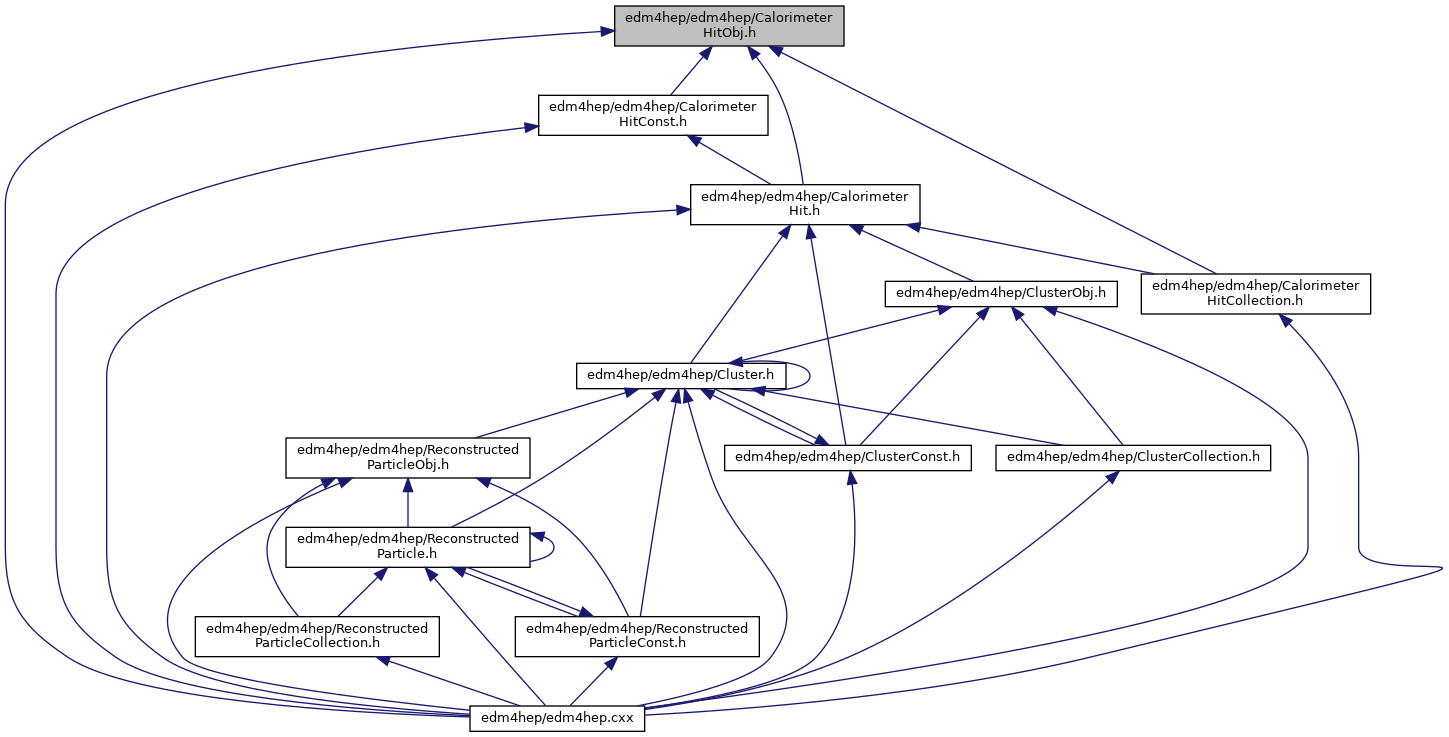 edm4hep/edm4hep/Calorimeter
HitObj.h
edm4hep/edm4hep/Calorimeter
HitConst.h
edm4hep/edm4hep/Calorimeter
Hit.h
edm4hep/edm4hep/ClusterObj.h
edm4hep/edm4hep/Calorimeter
HitCollection.h
edm4hep/edm4hep/Cluster.h
edm4hep/edm4hep/Reconstructed
ParticleObj.h
edm4hep/edm4hep/ClusterConst.h
edm4hep/edm4hep/ClusterCollection.h
edm4hep/edm4hep/Reconstructed
Particle.h
edm4hep/edm4hep/Reconstructed
ParticleCollection.h
edm4hep/edm4hep/Reconstructed
ParticleConst.h
edm4hep/edm4hep.cxx